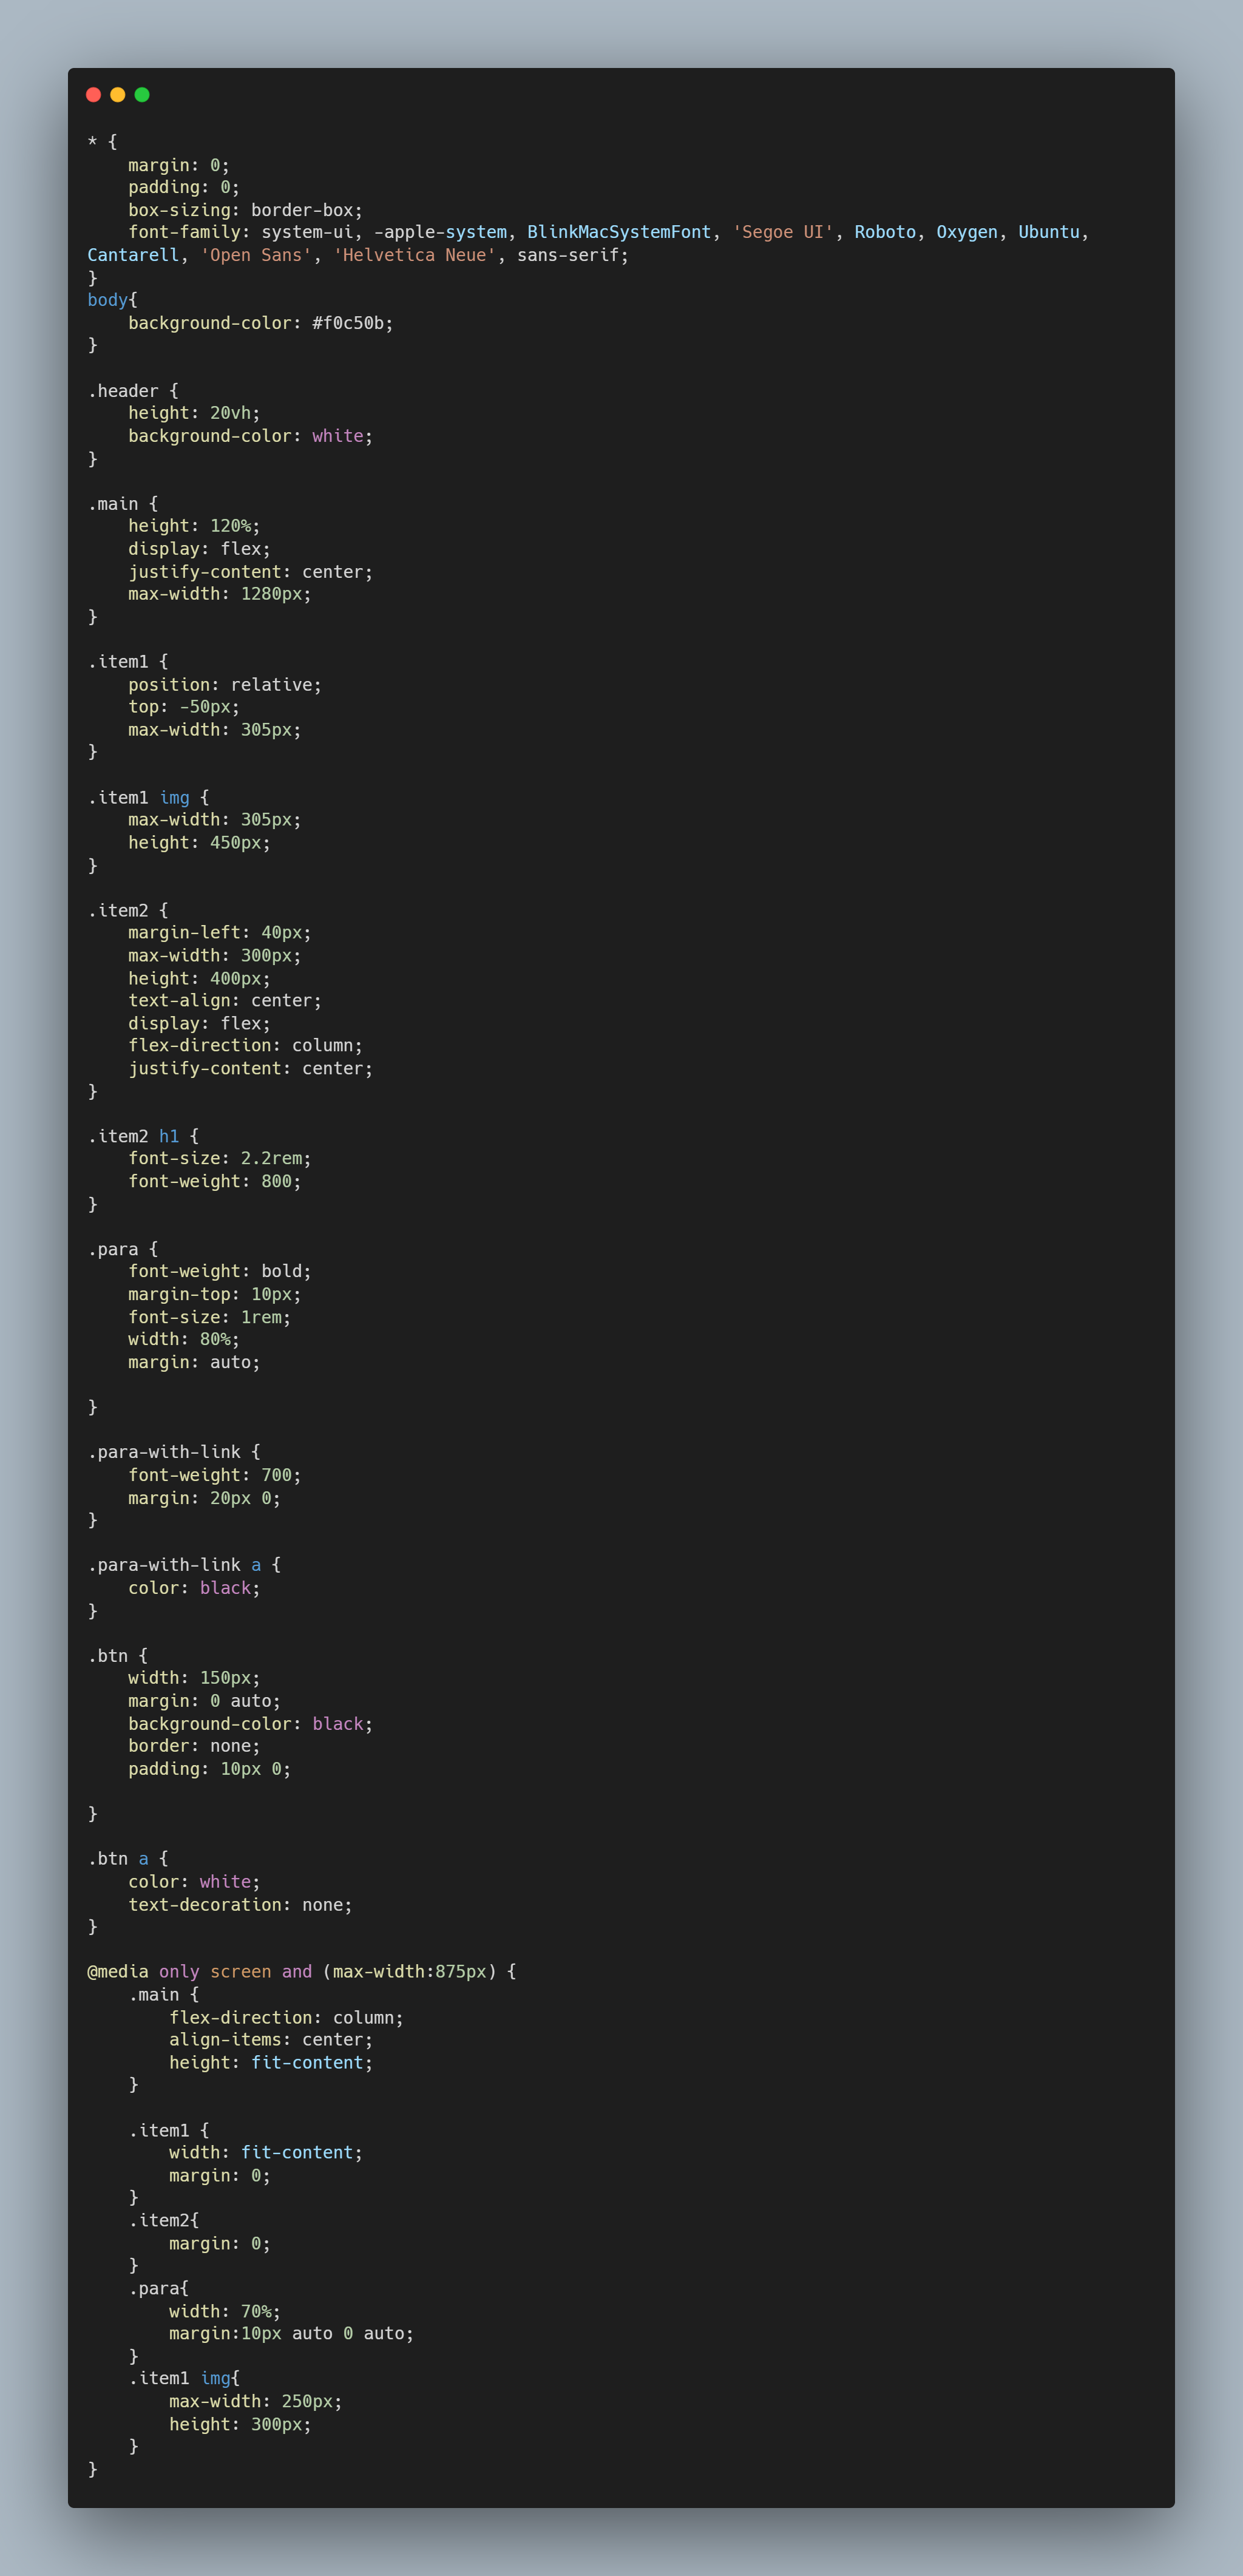 * {
    margin: 0;
    padding: 0;
    box-sizing: border-box;
    font-family: system-ui, -apple-system, BlinkMacSystemFont, 'Segoe UI', Roboto, Oxygen, Ubuntu,
Cantarell, 'Open Sans', 'Helvetica Neue', sans-serif;
}
body{
    background-color: #f0c50b;
}

.header {
    height: 20vh;
    background-color: white;
}

.main {
    height: 120%;
    display: flex;
    justify-content: center;
    max-width: 1280px;
}

.item1 {
    position: relative;
    top: -50px;
    max-width: 305px;
}

.item1 img {
    max-width: 305px;
    height: 450px;
}

.item2 {
    margin-left: 40px;
    max-width: 300px;
    height: 400px;
    text-align: center;
    display: flex;
    flex-direction: column;
    justify-content: center;
}

.item2 h1 {
    font-size: 2.2rem;
    font-weight: 800;
}

.para {
    font-weight: bold;
    margin-top: 10px;
    font-size: 1rem;
    width: 80%;
    margin: auto;

}

.para-with-link {
    font-weight: 700;
    margin: 20px 0;
}

.para-with-link a {
    color: black;
}

.btn {
    width: 150px;
    margin: 0 auto;
    background-color: black;
    border: none;
    padding: 10px 0;

}

.btn a {
    color: white;
    text-decoration: none;
}

@media only screen and (max-width:875px) {
    .main {
        flex-direction: column;
        align-items: center;
        height: fit-content;
    }

    .item1 {
        width: fit-content;
        margin: 0;
    }
    .item2{
        margin: 0;
    }
    .para{
        width: 70%;
        margin:10px auto 0 auto;
    }
    .item1 img{
        max-width: 250px;
        height: 300px;
    }
}